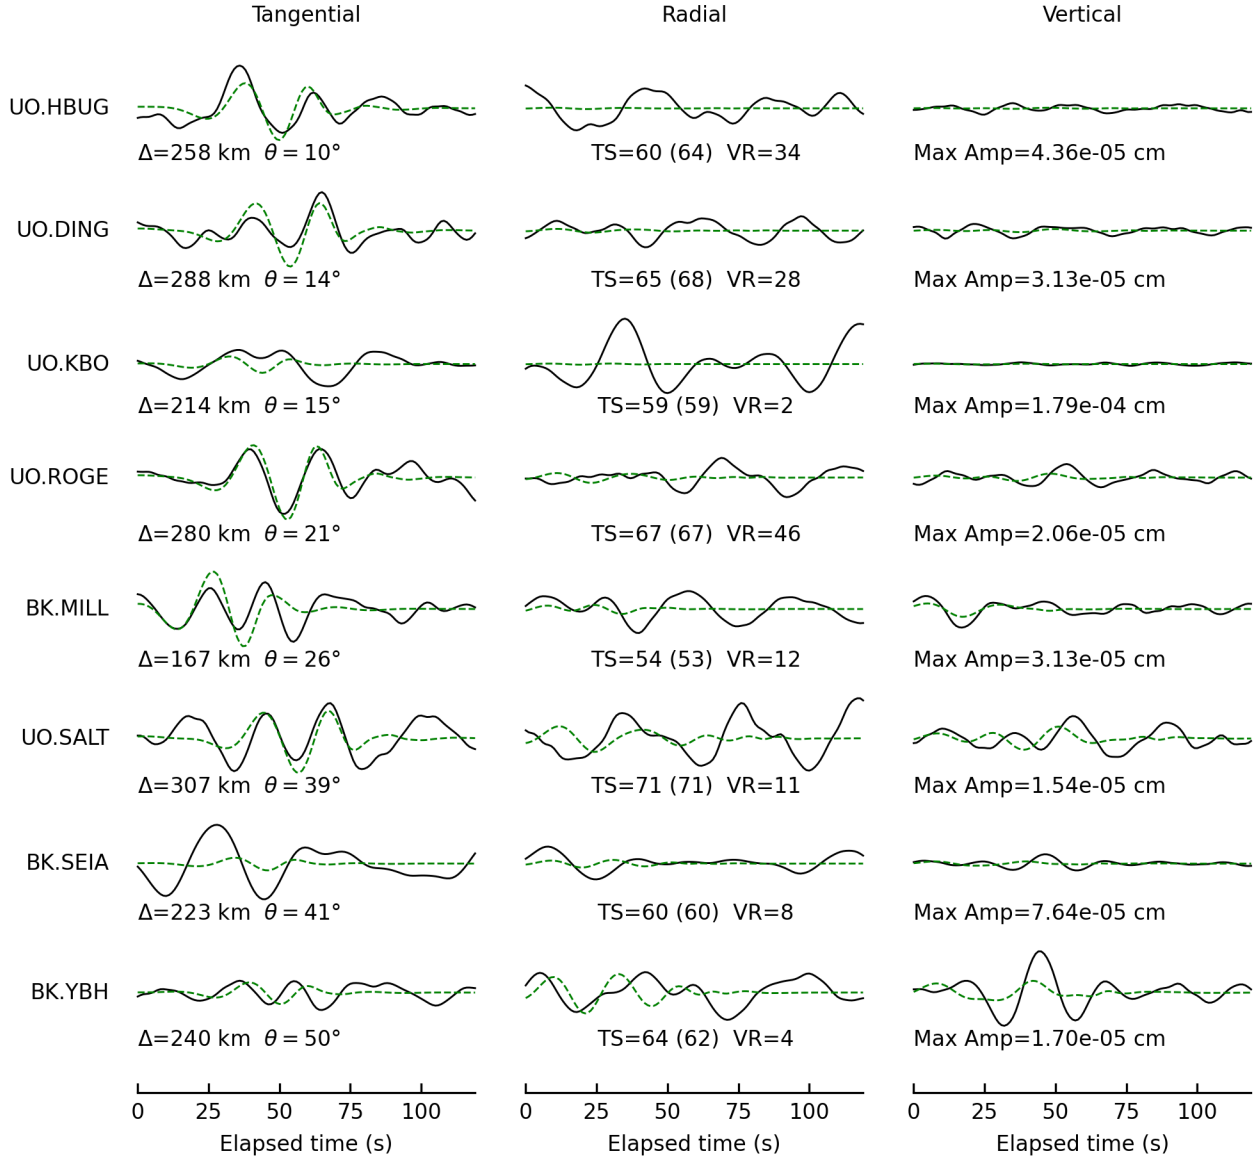 Tangential Radial Vertical
UO.HBUG
Δ=258 km θ = 10° TS=60 (64) VR=34 Max Amp=4.36e-05 cm
UO.DING
Δ=288 km θ = 14° TS=65 (68) VR=28 Max Amp=3.13e-05 cm
UO.KBO
Δ=214 km θ = 15° TS=59 (59) VR=2 Max Amp=1.79e-04 cm
UO.ROGE
Δ=280 km θ = 21° TS=67 (67) VR=46 Max Amp=2.06e-05 cm
BK.MILL
Δ=167 km θ = 26° TS=54 (53) VR=12 Max Amp=3.13e-05 cm
UO.SALT
Δ=307 km θ = 39° TS=71 (71) VR=11 Max Amp=1.54e-05 cm
BK.SEIA
Δ=223 km θ = 41° TS=60 (60) VR=8 Max Amp=7.64e-05 cm
BK.YBH
Δ=240 km θ = 50° TS=64 (62) VR=4 Max Amp=1.70e-05 cm
0 25 50 75 100 0 25 50 75 100 0 25 50 75 100
Elapsed time (s) Elapsed time (s) Elapsed time (s)